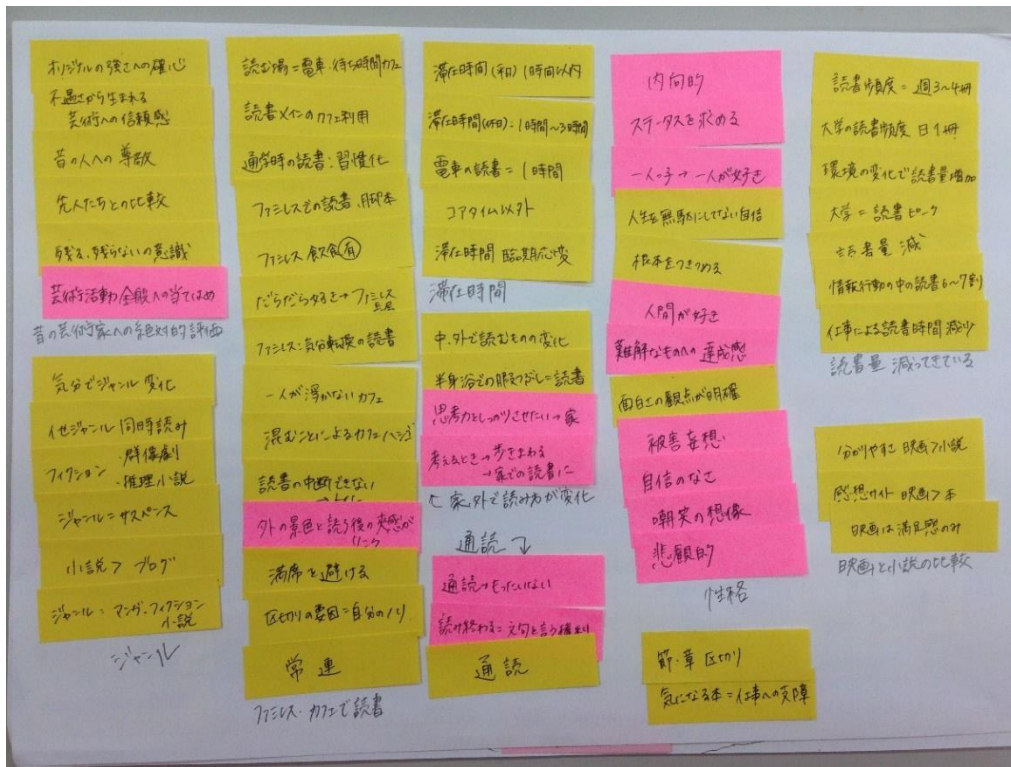 オリジナルの強さへの確心
不遇さから生まれる
芸術への信頼感
昔の人への尊敬
先人たちとの比較
残る、残らないの意識
芸術活動全般への当てはめ
昔の芸術家への絶対的評価
気分でジャンル変化
他ジャンル同時読み
フィクション ・群像劇
・推理小説
ジャンル=サスペンス
小説> ブログ
ジャンル=マンガ・フィクション
小説
ジャンル
読む場=電車・待ち時間カフェ
読書メインのカフェ利用
通学時の読書:習慣化
ファミレスでの読書、脚本
ファミレス 飲食有
だらだらするき→ファミレス
ファミレス:気分転換の読書
一人が浮かないカフェ
混むことによるカフェハシゴ
読書の中断できない
外の景色と読了後の爽感が
リンク
満席を避ける
区切りの要因=自分のノリ
常連
ファミレス・カフェで読書
滞在時間(平日)1時間以内
滞在時間(休日):1時間~3時間
電車の読書=1時間
コアタイム以外
滞在時間 臨期応変
滞在時間
中、外で読むものの変化
半身浴での暇つぶし=読書
思考力としっかりさせたい→家
考えるとき→歩きまわる
→家での読書に
↑家、外で読み方が変化
通読↓
通読→もったいない
読み終わる=文句を言う権利
通読
内向的
ステータスを求める
一人っ子→一人が好き
人生を無駄にしてない自信
根本をつきつめる
人間が好き
難解なものへの達成感
面白さの観点が明確
被害妄想
自信のなさ
嘲笑の想像
悲観的
性格
節・章区切り
気になる本=仕事への支障
読書頻度=週3~4冊
大学の読書頻度 日1冊
環境の変化で読書量増加
大学=読書ピーク
読書量 減
情報行動の中の読書6~7割
仕事による読書時間減少
読書量 減ってきている
分かりやすさ 映画>小説
感想サイト 映画>本
映画は満足感のみ
映画と小説の比較